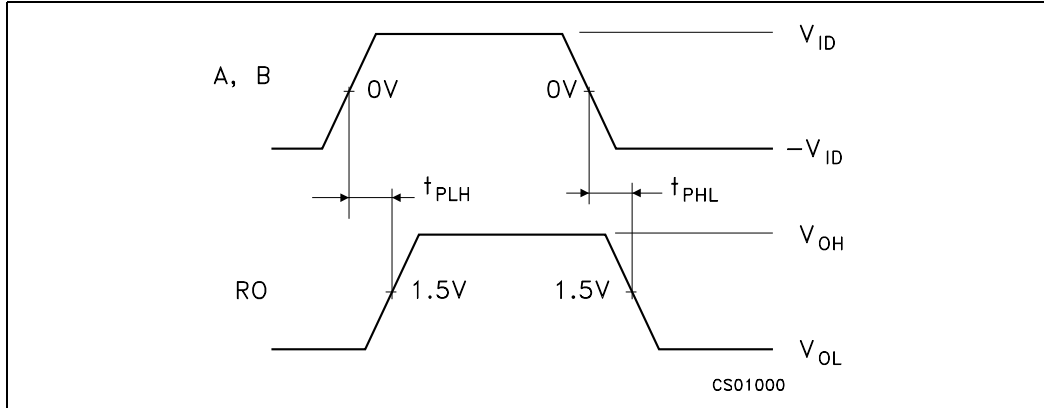 V_ID
A, B
0V 0V
-V_ID
t_PLH t_PHL
V_OH
RO 1.5V 1.5V
V_OL
CS01000